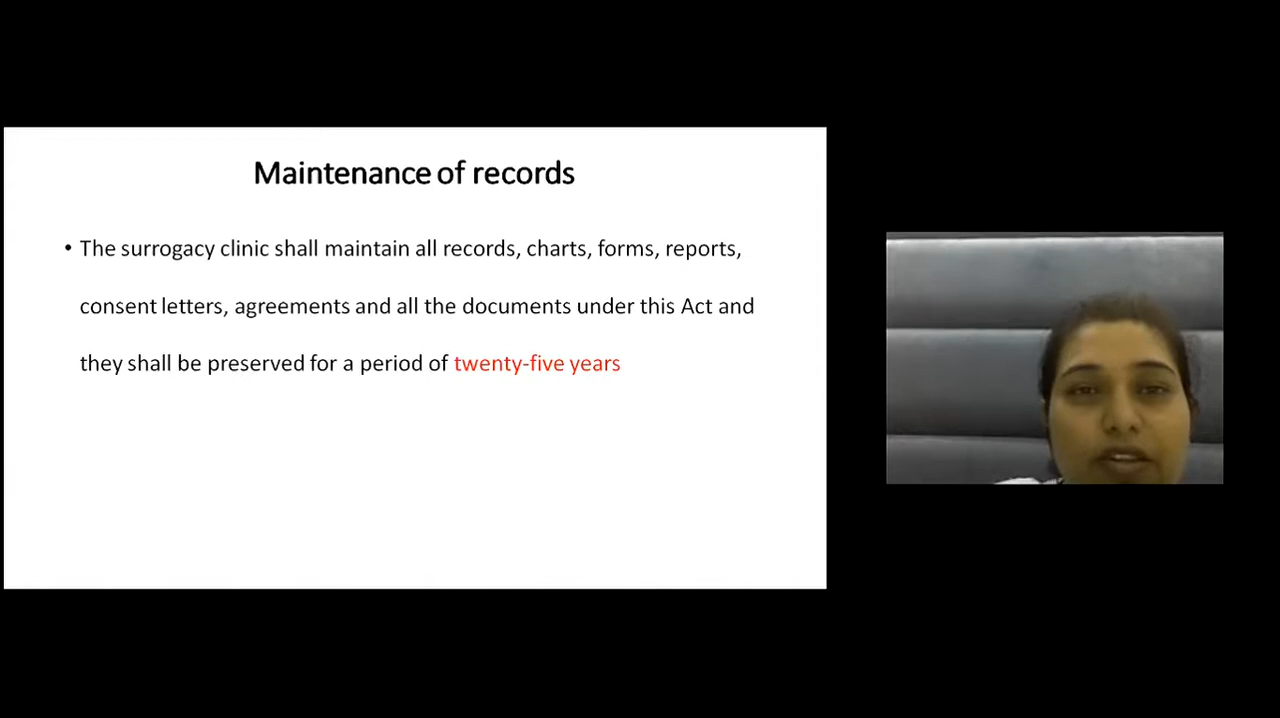 Maintenance of records
• The surrogacy clinic shall maintain all records, charts, forms, reports,
consent letters, agreements and all the documents under this Act and
they shall be preserved for a period of twenty-five years